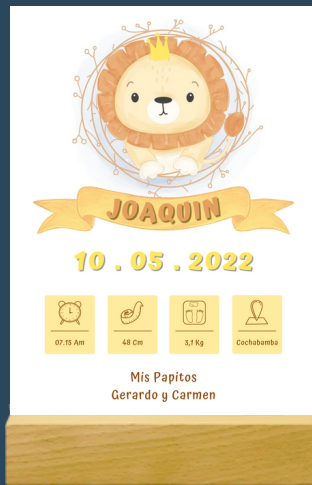 JOAQUIN
10 . 05 . 2022
07.15 Am
48 Cm
3,1 Kg
Cochabamba
Mis Papitos
Gerardo y Carmen